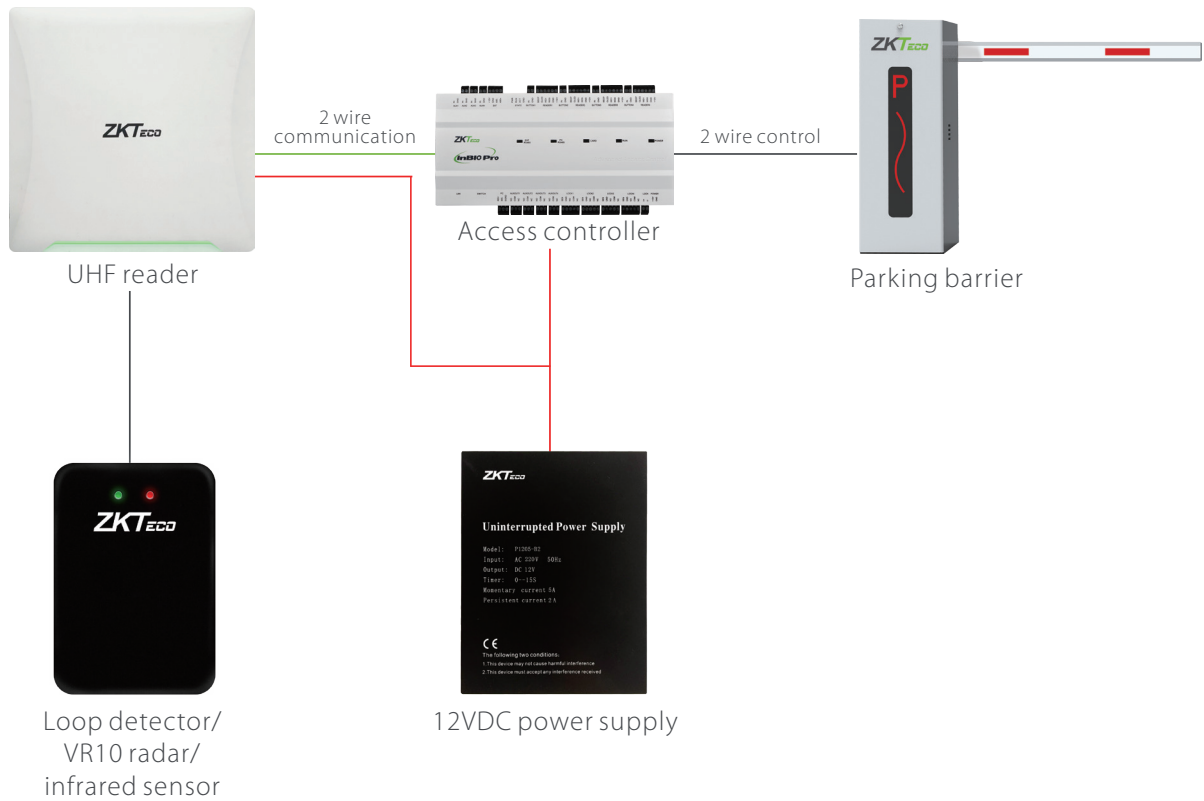 ZKTeco
2 wire
communication
ZKTeco
inBIO Pro
2 wire control
ZKTeco
P
UHF reader
Access controller
Parking barrier
ZKTeco
ZKTeco
Uninterrupted Power Supply
Model: P1205-02
Input: AC 220V 50Hz
Output: DC 12V
Timer: 0--15S
Momentary current 5A
Persistent current 2A
CE
The following two conditions:
1. This device may not cause harmful interference
2. This device must accept any interference received
Loop detector/
VR10 radar/
infrared sensor
12VDC power supply